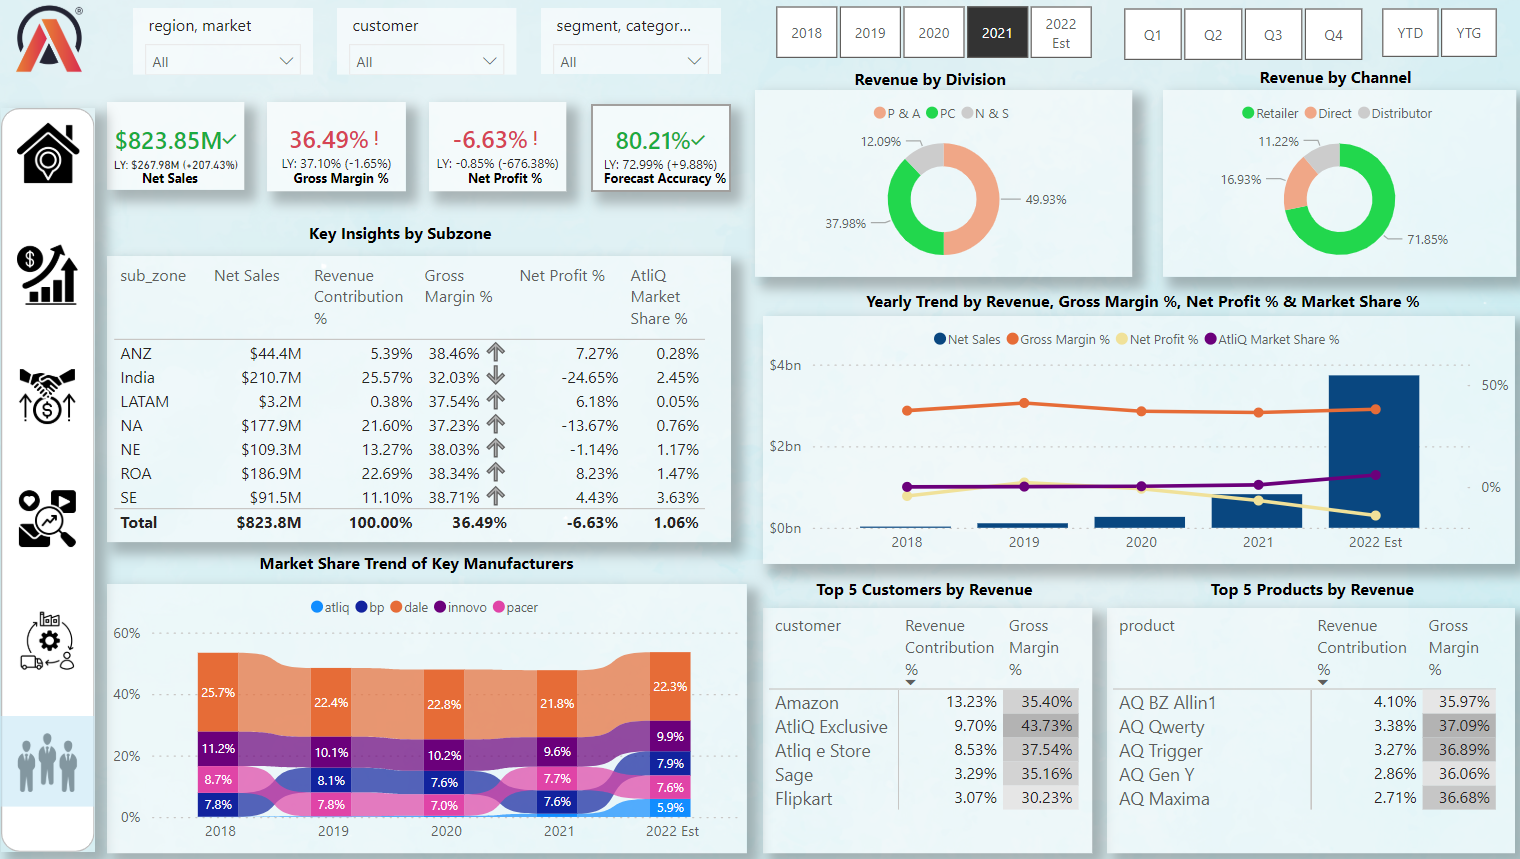 ®
region, market
All
customer
All
segment, categor...
All
2018
2019
2020
2021
2022
Est
Q1
Q2
Q3
Q4
YTD
YTG
$823.85M
LY: $267.98M (+207.43%)
Net Sales
36.49% !
LY: 37.10% (-1.65%)
Gross Margin %
-6.63% !
LY: -0.85% (-676.38%)
Net Profit %
80.21%
LY: 72.99% (+9.88%)
Forecast Accuracy %
Revenue by Division
P & A PC N & S
12.09%
49.93%
37.98%
Revenue by Channel
Retailer Direct Distributor
11.22%
16.93%
71.85%
Key Insights by Subzone
sub_zone Net Sales Revenue Contribution % Gross Margin % Net Profit % AtliQ Market Share %
ANZ $44.4M 5.39% 38.46% 7.27% 0.28%
India $210.7M 25.57% 32.03% -24.65% 2.45%
LATAM $3.2M 0.38% 37.54% 6.18% 0.05%
NA $177.9M 21.60% 37.23% -13.67% 0.76%
NE $109.3M 13.27% 38.03% -1.14% 1.17%
ROA $186.9M 22.69% 38.34% 8.23% 1.47%
SE $91.5M 11.10% 38.71% 4.43% 3.63%
Total $823.8M 100.00% 36.49% -6.63% 1.06%
Yearly Trend by Revenue, Gross Margin %, Net Profit % & Market Share %
Net Sales Gross Margin % Net Profit % AtliQ Market Share %
$4bn
50%
$2bn
0%
$0bn
2018 2019 2020 2021 2022 Est
Market Share Trend of Key Manufacturers
atliq bp dale innovo pacer
60%
40%
20%
0%
25.7% 22.4% 22.8% 21.8% 22.3%
11.2% 10.1% 10.2% 9.6% 9.9%
8.7% 8.1% 7.6% 7.7% 7.9%
7.8% 7.8% 7.0% 7.6% 7.6%
5.9%
2018 2019 2020 2021 2022 Est
Top 5 Customers by Revenue
customer Revenue Contribution % Gross Margin %
Amazon 13.23% 35.40%
AtliQ Exclusive 9.70% 43.73%
Atliq e Store 8.53% 37.54%
Sage 3.29% 35.16%
Flipkart 3.07% 30.23%
Top 5 Products by Revenue
product Revenue Contribution % Gross Margin %
AQ BZ Allin1 4.10% 35.97%
AQ Qwerty 3.38% 37.09%
AQ Trigger 3.27% 36.89%
AQ Gen Y 2.86% 36.06%
AQ Maxima 2.71% 36.68%